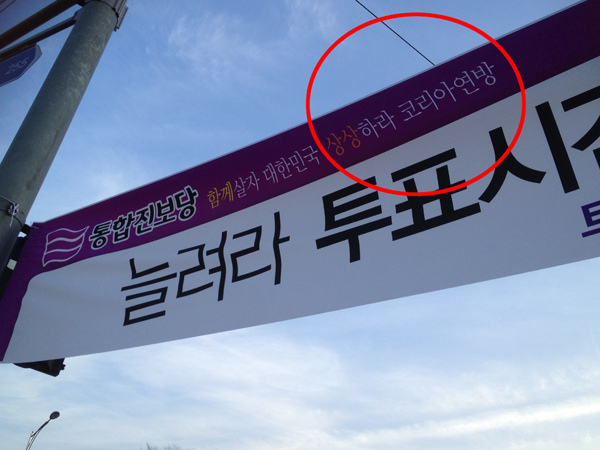 통합진보당 함께살자 대한민국 상상하라 코리아연방
늘려라 투표시